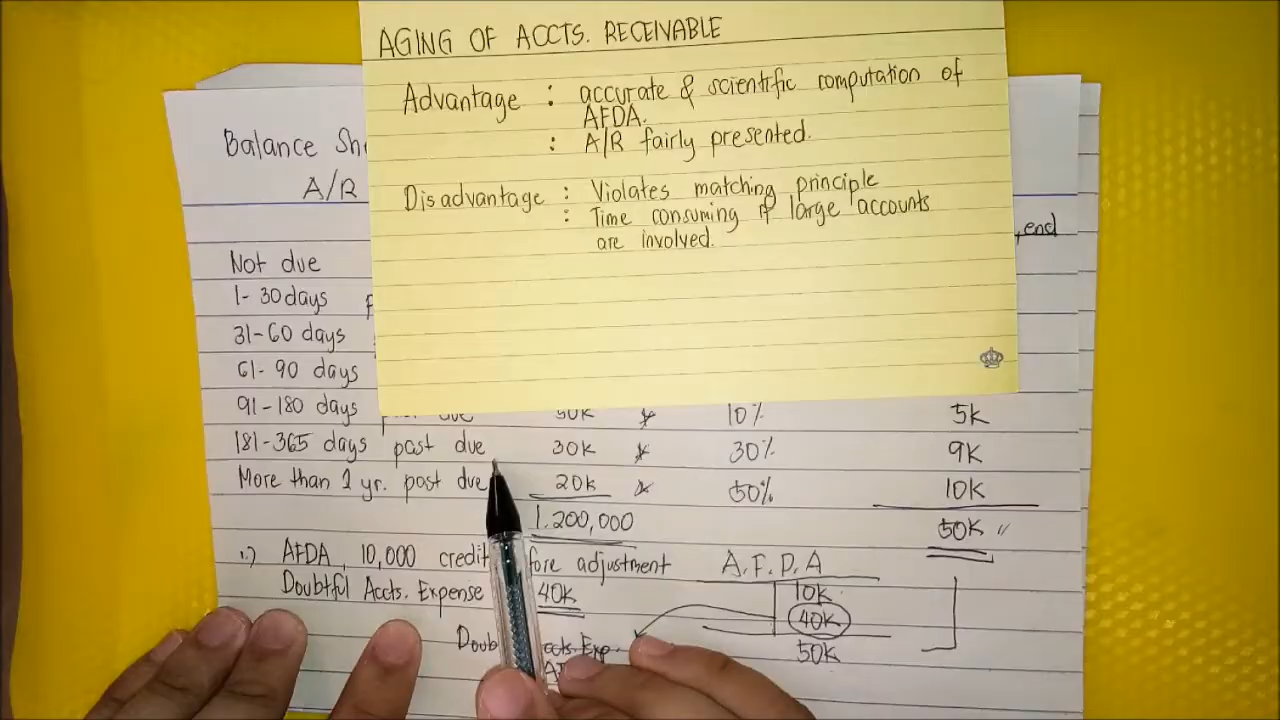 AGING OF ACCTS. RECEIVABLE
Advantage : accurate & scientific computation of
AFDA.
: A/R fairly presented.
Disadvantage : Violates matching principle
: Time consuming if large accounts
are involved.
Balance Sh
A/R
,end
Not due
1-30 days
31-60 days
61-90 days
91-180 days 10% 5K
181-365 days past due 30K x 30% 9K
More than 1 yr. past due 20K x 50% 10K
1,200,000 50K
1.) AFDA, 10,000 credit fore adjustment A.F.D.A
Doubtful Accts. Expense 40K 10K
40K
Doub ccts. Exp. 50K